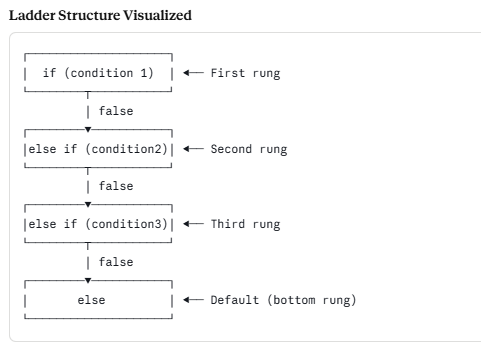 Ladder Structure Visualized
if (condition 1) ◄── First rung
false
else if (condition2) ◄── Second rung
false
else if (condition3) ◄── Third rung
false
else ◄── Default (bottom rung)